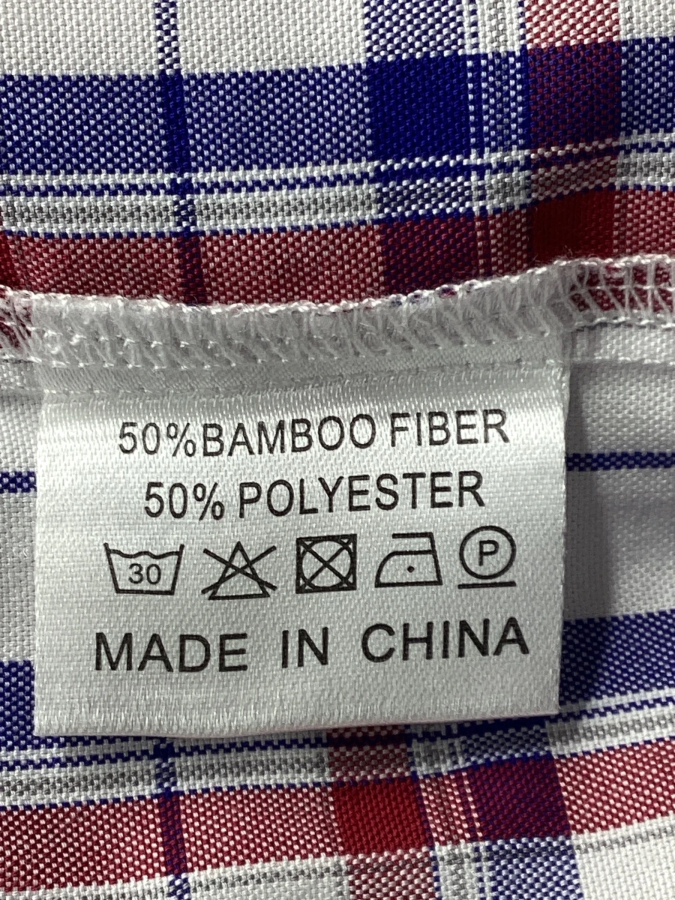 50%BAMBOO FIBER
50% POLYESTER
30 P
MADE IN CHINA